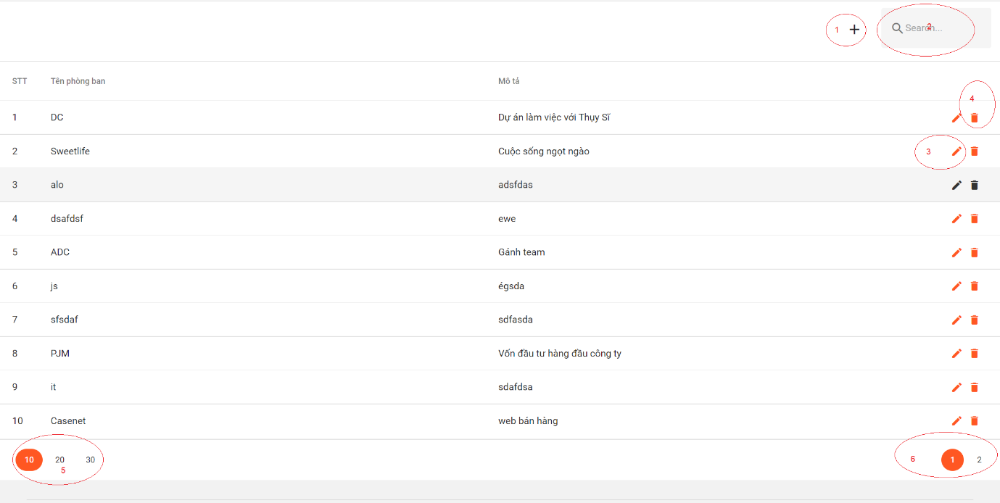 1
2
Search...
STT Tên phòng ban Mô tả
4
1 DC Dự án làm việc với Thụy Sĩ
2 Sweetlife Cuộc sống ngọt ngào 3
3 alo adsfdas
4 dsafdsf ewe
5 ADC Gánh team
6 js égsda
7 sfsdaf sdfasda
8 PJM Vốn đầu tư hàng đầu công ty
9 it sdafdsa
10 Casenet web bán hàng
10 20 30 6 1 2
5